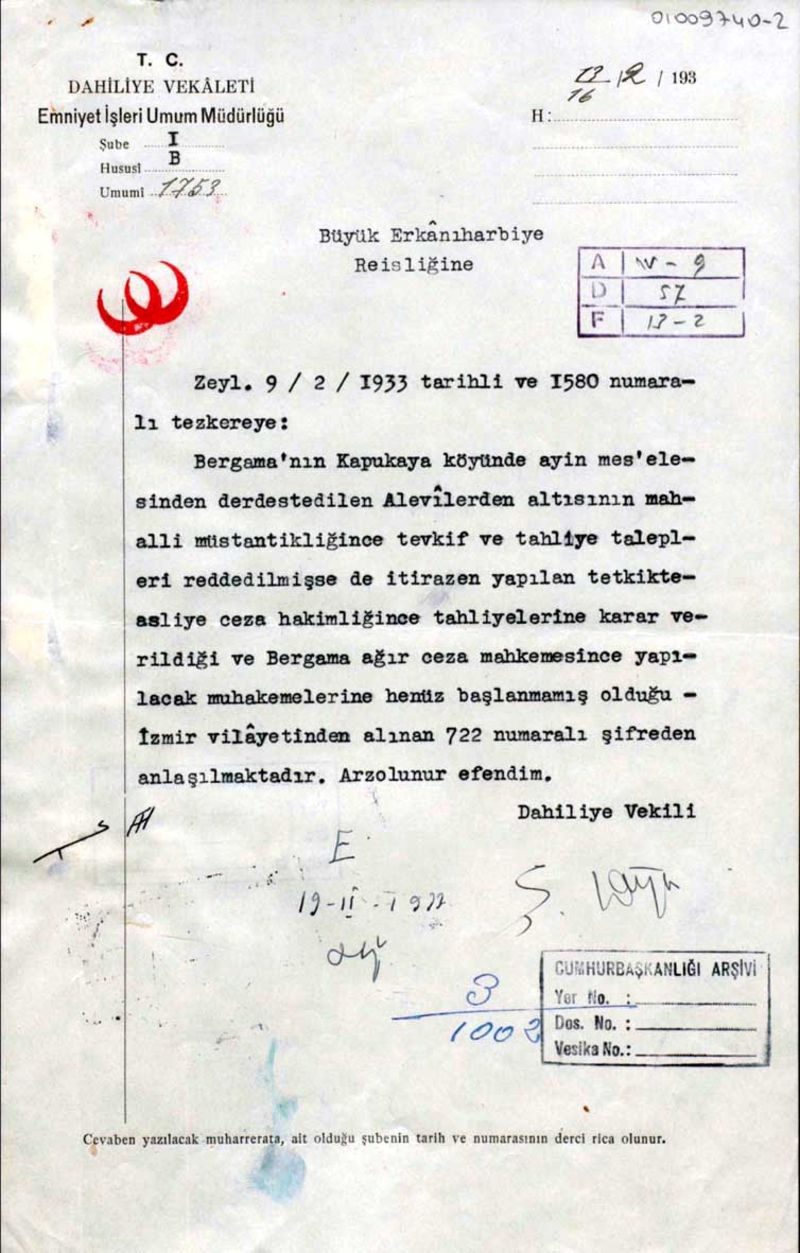 01009740-2
T. C.
DAHİLİYE VEKÂLETİ
Emniyet İşleri Umum Müdürlüğü
Şube I
Hususî B
Umumî 1753
/ 2 / 193
16
H:
Büyük Erkânıharbiye
Reisliğine
A
D 57
F 13-2
Zeyl. 9 / 2 / I933 tarihli ve I580 numara-
lı tezkereye:
Bergama'nın Kapukaya köyünde ayin mes'ele-
sinden derdestedilen Alevîlerden altısının mah-
alli müstantikliğince tevkif ve tahliye talepl-
eri reddedilmişse de itirazen yapılan tetkikte-
asliye ceza hakimliğince tahliyelerine karar ve-
rildiği ve Bergama ağır ceza mahkemesince yapı-
lacak muhakemelerine henüz başlanmamış olduğu -
İzmir vilâyetinden alınan 722 numaralı şifreden
anlaşılmaktadır. Arzolunur efendim.
Dahiliye Vekili
E
Ş. Kaya
3
1003
CUMHURBAŞKANLIĞI ARŞİVİ
Yer No. :
Dos. No. :
Vesika No.:
Cevaben yazılacak muharrerata, ait olduğu şubenin tarih ve numarasının derci rica olunur.